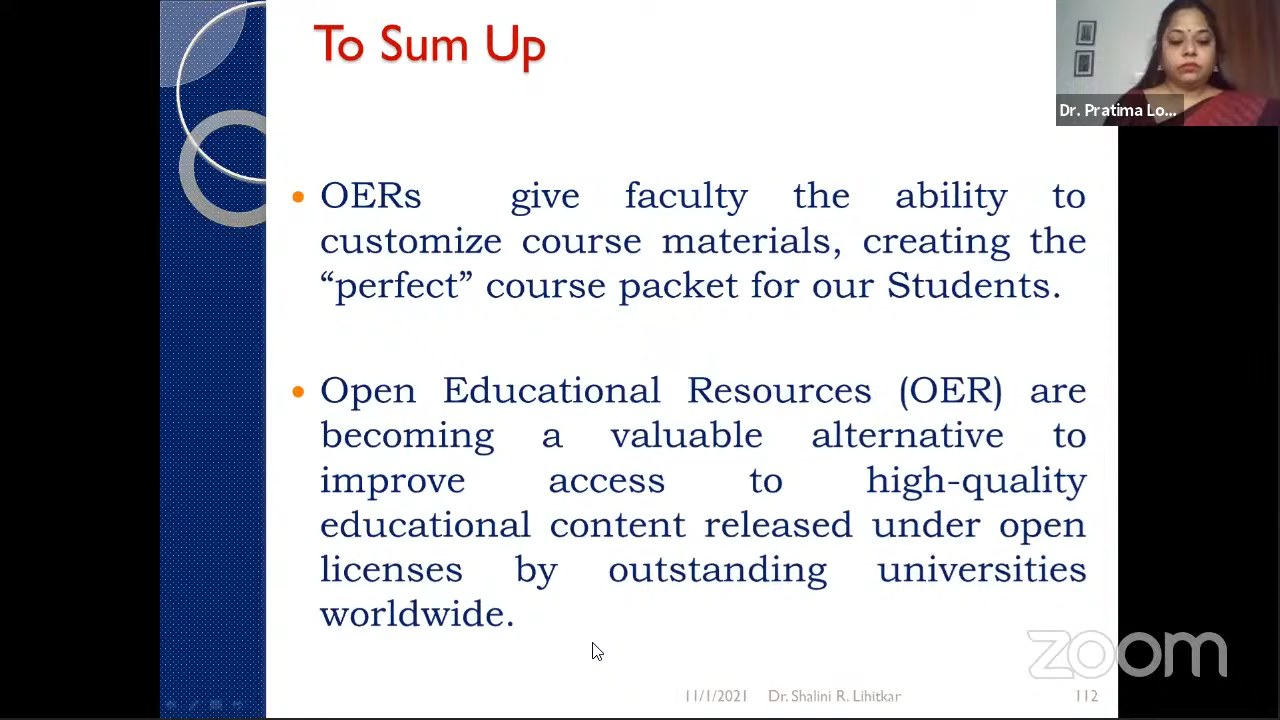 To Sum Up
Dr. Pratima Lo...
• OERs give faculty the ability to
customize course materials, creating the
“perfect” course packet for our Students.
• Open Educational Resources (OER) are
becoming a valuable alternative to
improve access to high-quality
educational content released under open
licenses by outstanding universities
worldwide.
zoom
11/1/2021 Dr. Shalini R. Lihitkar 112